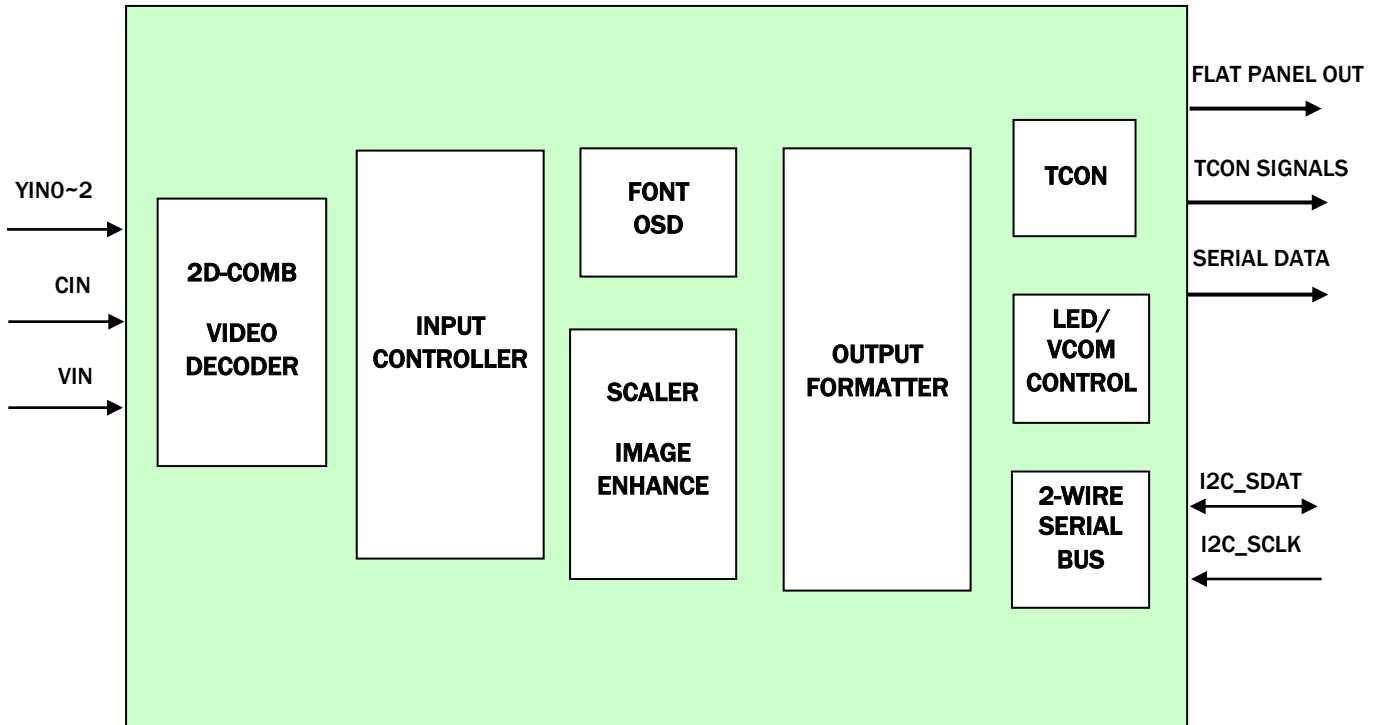 YIN0~2
CIN
VIN
2D-COMB
VIDEO
DECODER
INPUT
CONTROLLER
FONT
OSD
SCALER
IMAGE
ENHANCE
OUTPUT
FORMATTER
TCON
LED/
VCOM
CONTROL
2-WIRE
SERIAL
BUS
FLAT PANEL OUT
TCON SIGNALS
SERIAL DATA
I2C_SDAT
I2C_SCLK